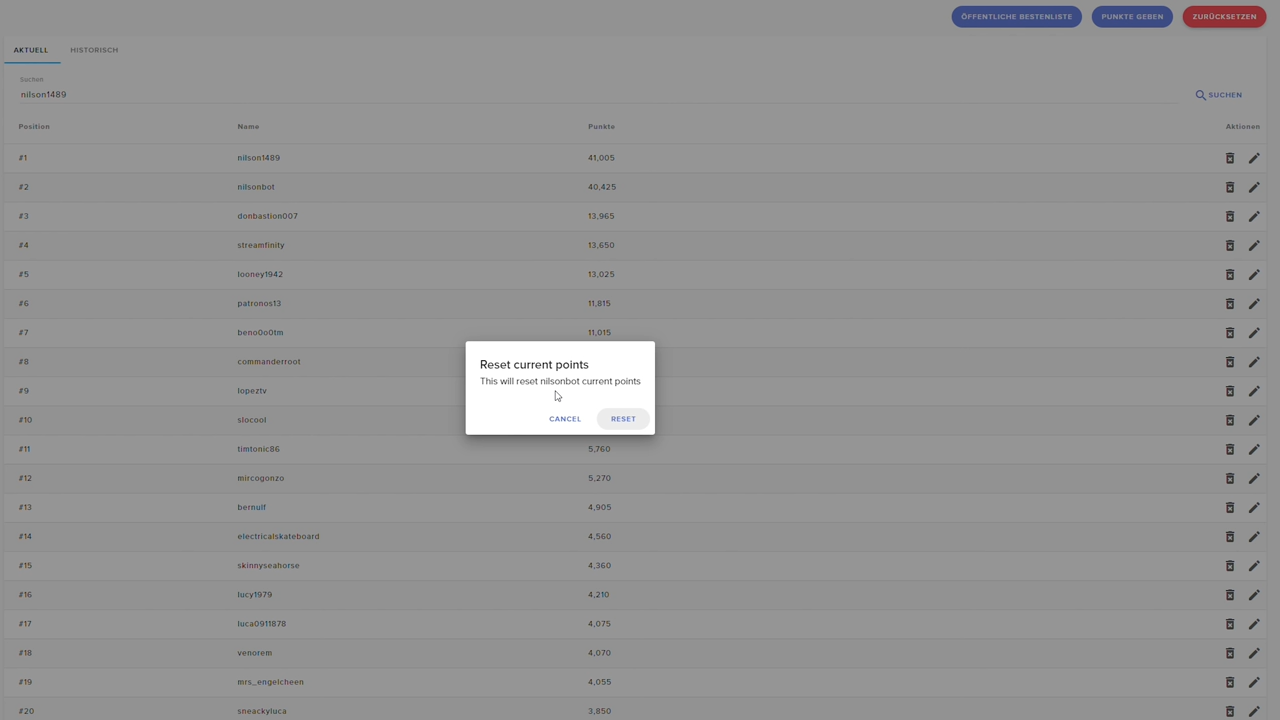 ÖFFENTLICHE BESTENLISTE PUNKTE GEBEN ZURÜCKSETZEN
AKTUELL HISTORISCH
Suchen
nilson1489 SUCHEN
Position Name Punkte Aktionen
#1 nilson1489 41,005
#2 nilsonbot 40,425
#3 donbastion007 13,965
#4 streamfinity 13,650
#5 looney1942 13,025
#6 patronos13 11,815
#7 beno0o0tm 11,015
#8 commanderroot
#9 lopeztv
#10 slocool
#11 timtonic86 5,760
#12 mircogonzo 5,270
#13 bernulf 4,905
#14 electricalskateboard 4,560
#15 skinnyseahorse 4,360
#16 lucy1979 4,210
#17 luca0911878 4,075
#18 venorem 4,070
#19 mrs_engelcheen 4,055
#20 sneackyluca 3,850
Reset current points
This will reset nilsonbot current points
CANCEL RESET